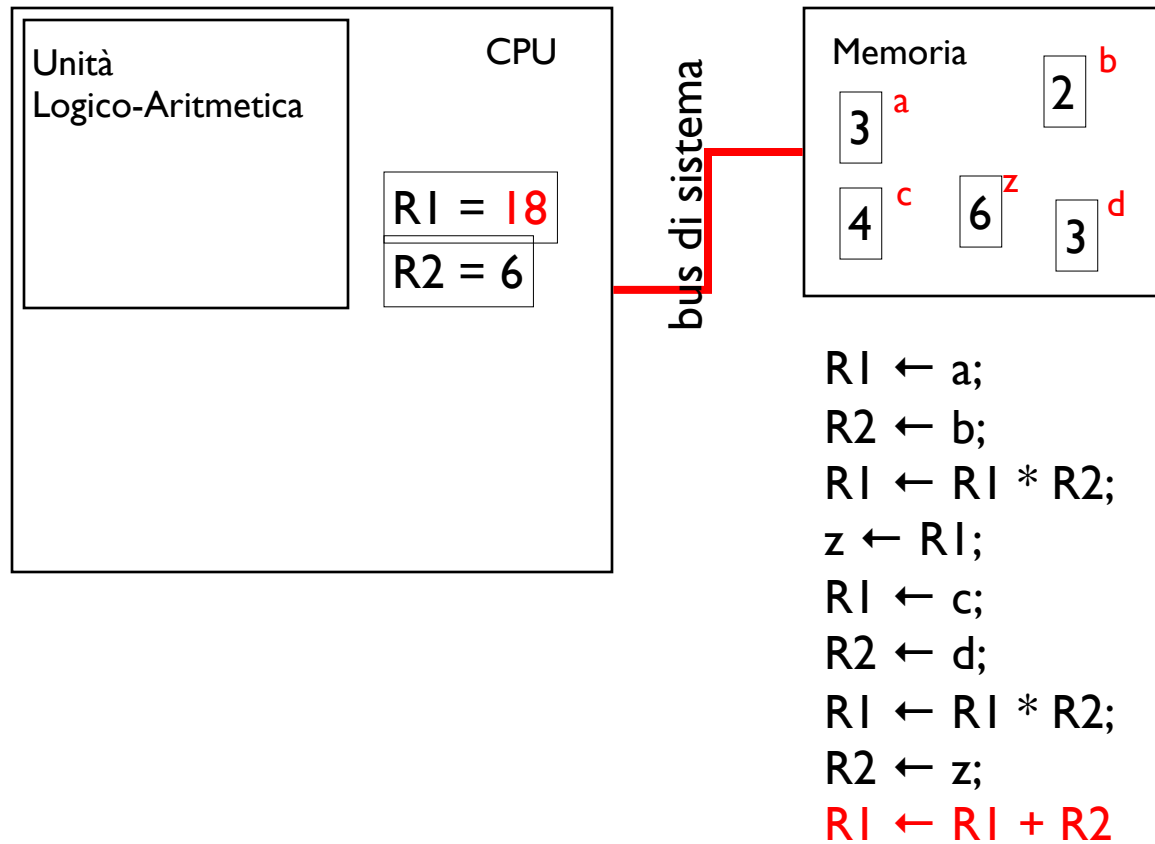 Unità
Logico-Aritmetica
CPU
R1 = 18
R2 = 6
bus di sistema
Memoria
3 a
2 b
4 c
6 z
3 d
R1 ← a;
R2 ← b;
R1 ← R1 * R2;
z ← R1;
R1 ← c;
R2 ← d;
R1 ← R1 * R2;
R2 ← z;
R1 ← R1 + R2